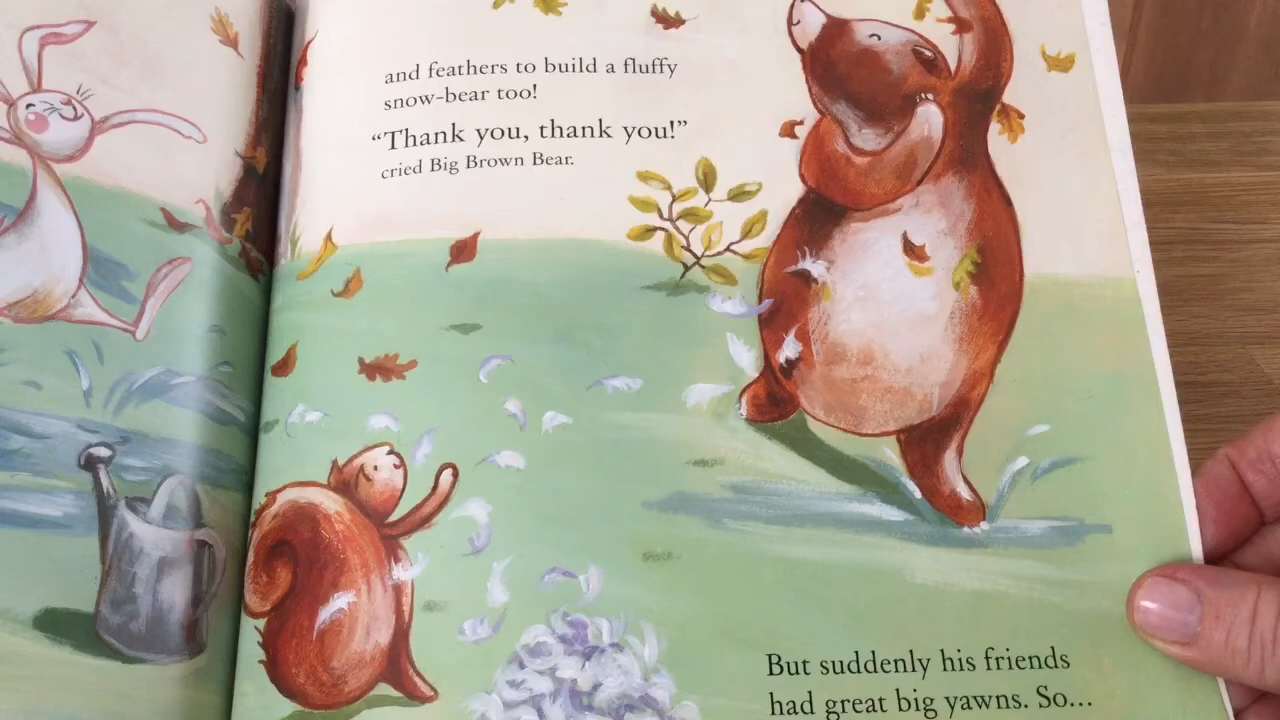 and feathers to build a fluffy
snow-bear too!
“Thank you, thank you!”
cried Big Brown Bear.
But suddenly his friends
had great big yawns. So...